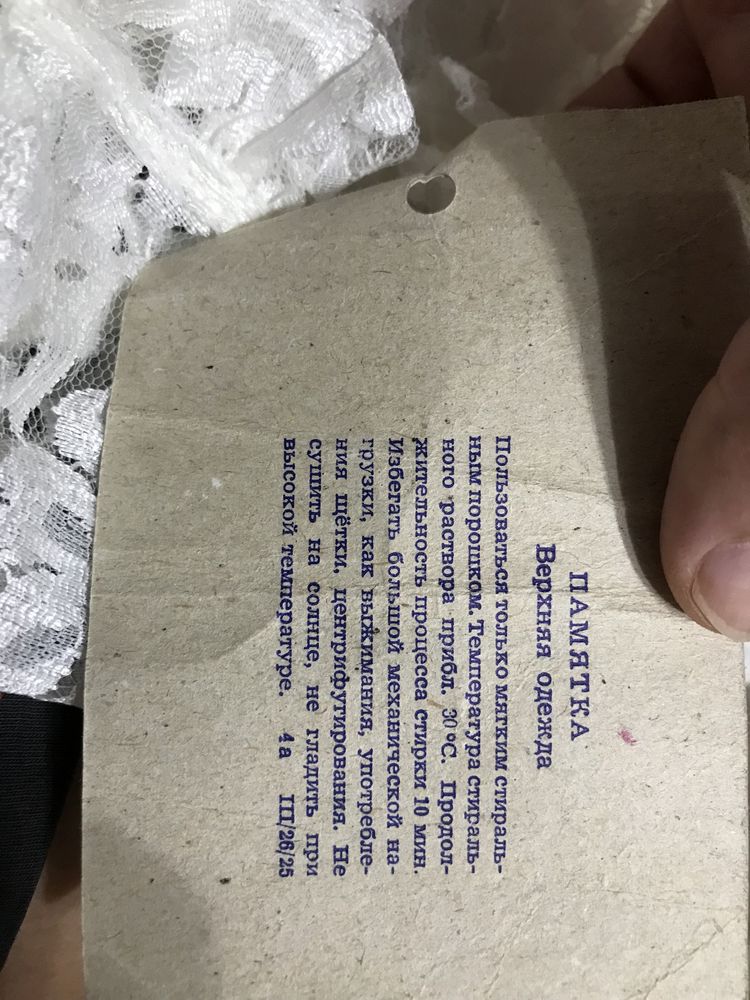 ПАМЯТКА
Верхняя одежда
Пользоваться только мягким стираль-
ным порошком. Температура стираль-
ного раствора прибл. 30 °C. Продол-
жительность процесса стирки 10 мин.
Избегать большой механической на-
грузки, как выжимания, употребле-
ния щётки, центрифугирования. Не
сушить на солнце, не гладить при
высокой температуре. 4а III/26/25